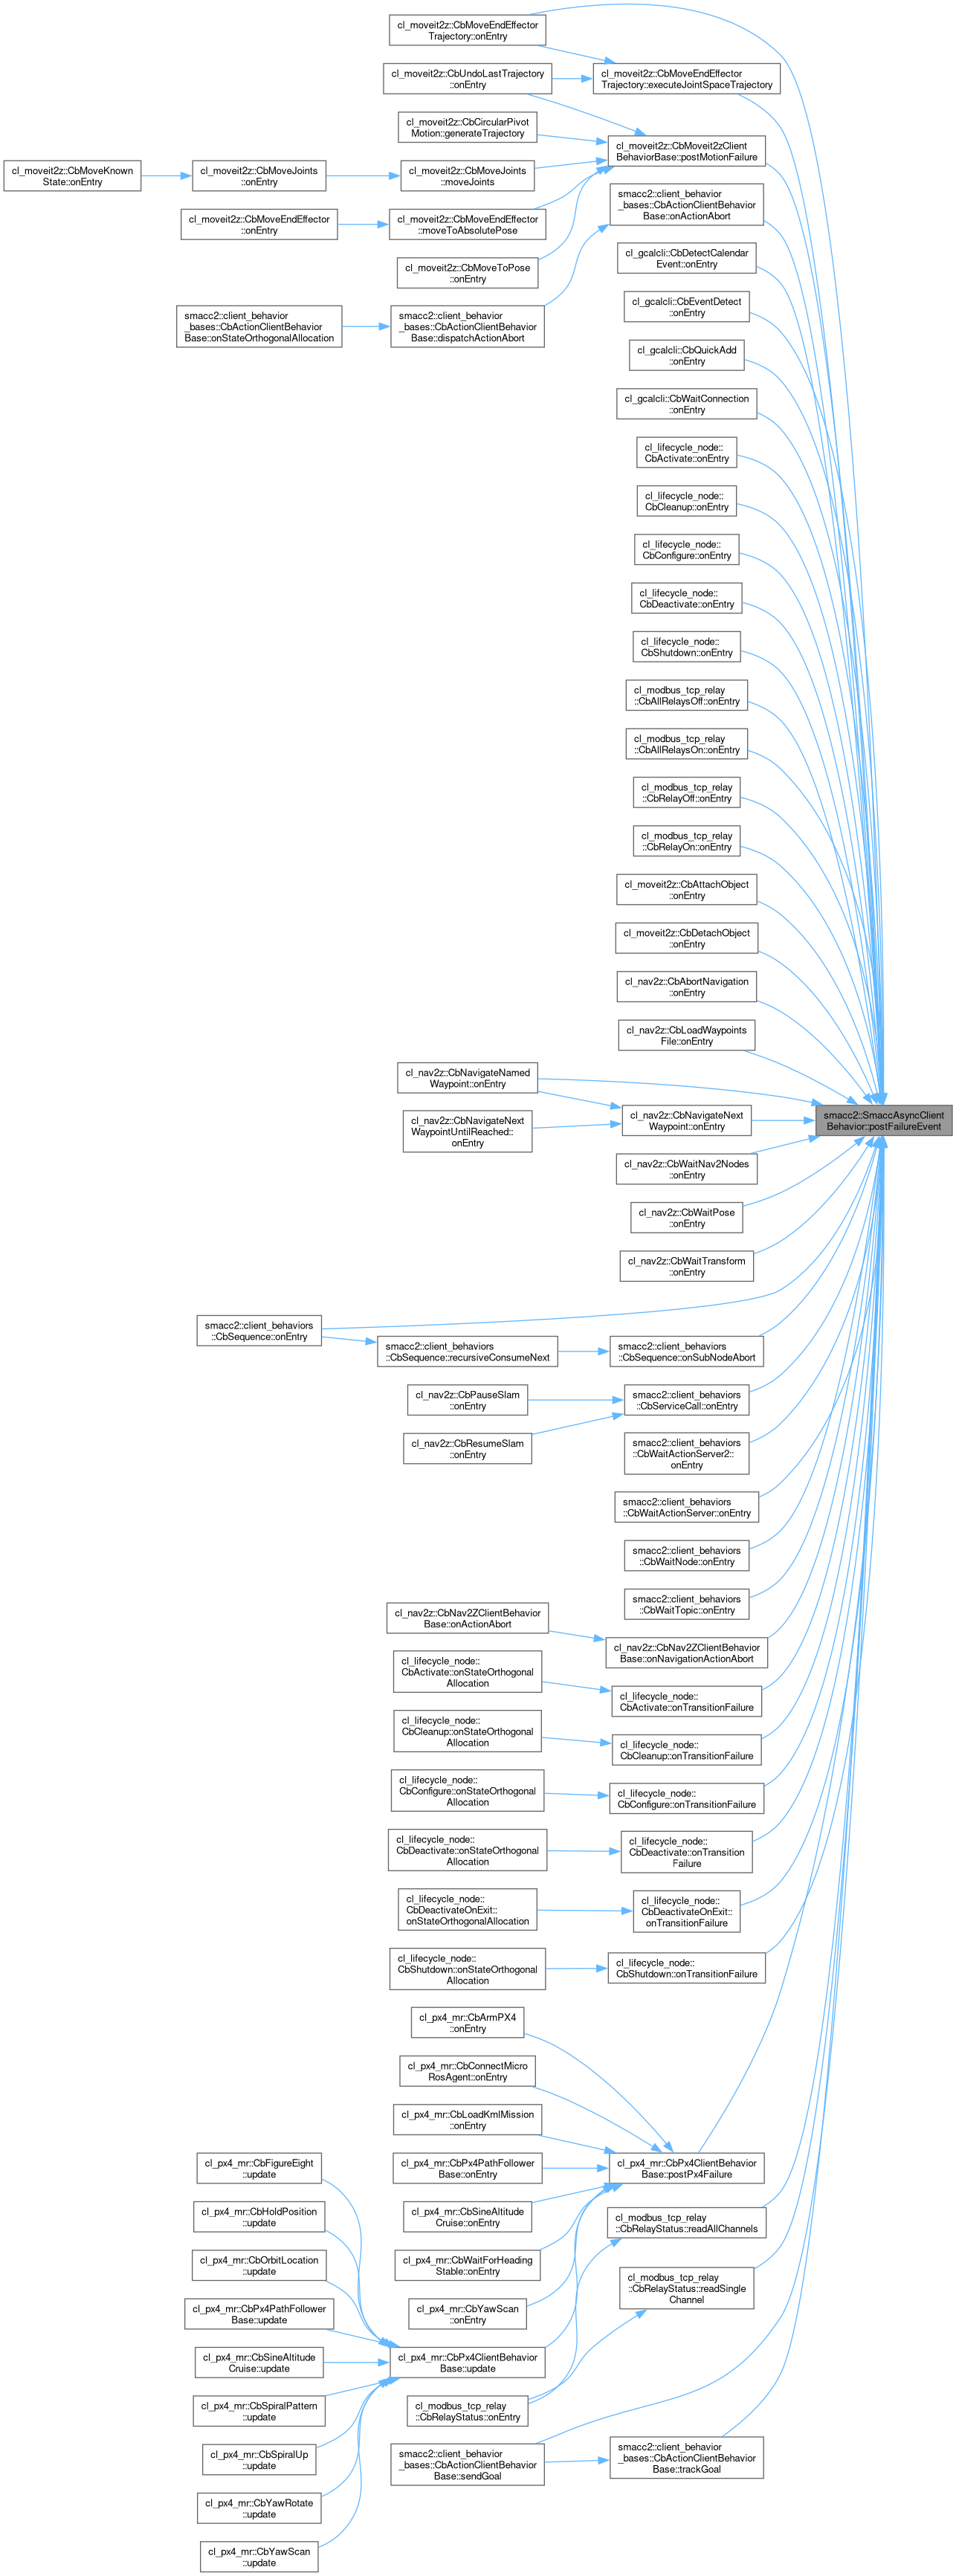 cl_moveit2z::CbMoveEndEffector
Trajectory::onEntry
cl_moveit2z::CbUndoLastTrajectory
::onEntry
cl_moveit2z::CbMoveEndEffector
Trajectory::executeJointSpaceTrajectory
cl_moveit2z::CbCircularPivot
Motion::generateTrajectory
cl_moveit2z::CbMoveit2zClient
BehaviorBase::postMotionFailure
cl_moveit2z::CbMoveKnown
State::onEntry
cl_moveit2z::CbMoveJoints
::onEntry
cl_moveit2z::CbMoveJoints
::moveJoints
smacc2::client_behavior
_bases::CbActionClientBehavior
Base::onActionAbort
cl_moveit2z::CbMoveEndEffector
::onEntry
cl_moveit2z::CbMoveEndEffector
::moveToAbsolutePose
cl_gcalcli::CbDetectCalendar
Event::onEntry
cl_moveit2z::CbMoveToPose
::onEntry
cl_gcalcli::CbEventDetect
::onEntry
smacc2::client_behavior
_bases::CbActionClientBehavior
Base::onStateOrthogonalAllocation
smacc2::client_behavior
_bases::CbActionClientBehavior
Base::dispatchActionAbort
cl_gcalcli::CbQuickAdd
::onEntry
cl_gcalcli::CbWaitConnection
::onEntry
cl_lifecycle_node::
CbActivate::onEntry
cl_lifecycle_node::
CbCleanup::onEntry
cl_lifecycle_node::
CbConfigure::onEntry
cl_lifecycle_node::
CbDeactivate::onEntry
cl_lifecycle_node::
CbShutdown::onEntry
cl_modbus_tcp_relay
::CbAllRelaysOff::onEntry
cl_modbus_tcp_relay
::CbAllRelaysOn::onEntry
cl_modbus_tcp_relay
::CbRelayOff::onEntry
cl_modbus_tcp_relay
::CbRelayOn::onEntry
cl_moveit2z::CbAttachObject
::onEntry
cl_moveit2z::CbDetachObject
::onEntry
cl_nav2z::CbAbortNavigation
::onEntry
cl_nav2z::CbLoadWaypoints
File::onEntry
cl_nav2z::CbNavigateNamed
Waypoint::onEntry
smacc2::SmaccAsyncClient
Behavior::postFailureEvent
cl_nav2z::CbNavigateNext
WaypointUntilReached::
onEntry
cl_nav2z::CbNavigateNext
Waypoint::onEntry
cl_nav2z::CbWaitNav2Nodes
::onEntry
cl_nav2z::CbWaitPose
::onEntry
cl_nav2z::CbWaitTransform
::onEntry
smacc2::client_behaviors
::CbSequence::onEntry
smacc2::client_behaviors
::CbSequence::recursiveConsumeNext
smacc2::client_behaviors
::CbSequence::onSubNodeAbort
cl_nav2z::CbPauseSlam
::onEntry
smacc2::client_behaviors
::CbServiceCall::onEntry
cl_nav2z::CbResumeSlam
::onEntry
smacc2::client_behaviors
::CbWaitActionServer2::
onEntry
smacc2::client_behaviors
::CbWaitActionServer::onEntry
smacc2::client_behaviors
::CbWaitNode::onEntry
smacc2::client_behaviors
::CbWaitTopic::onEntry
cl_nav2z::CbNav2ZClientBehavior
Base::onActionAbort
cl_nav2z::CbNav2ZClientBehavior
Base::onNavigationActionAbort
cl_lifecycle_node::
CbActivate::onStateOrthogonal
Allocation
cl_lifecycle_node::
CbActivate::onTransitionFailure
cl_lifecycle_node::
CbCleanup::onStateOrthogonal
Allocation
cl_lifecycle_node::
CbCleanup::onTransitionFailure
cl_lifecycle_node::
CbConfigure::onStateOrthogonal
Allocation
cl_lifecycle_node::
CbConfigure::onTransitionFailure
cl_lifecycle_node::
CbDeactivate::onStateOrthogonal
Allocation
cl_lifecycle_node::
CbDeactivate::onTransition
Failure
cl_lifecycle_node::
CbDeactivateOnExit::
onStateOrthogonalAllocation
cl_lifecycle_node::
CbDeactivateOnExit::
onTransitionFailure
cl_lifecycle_node::
CbShutdown::onStateOrthogonal
Allocation
cl_lifecycle_node::
CbShutdown::onTransitionFailure
cl_px4_mr::CbArmPX4
::onEntry
cl_px4_mr::CbConnectMicro
RosAgent::onEntry
cl_px4_mr::CbLoadKmlMission
::onEntry
cl_px4_mr::CbFigureEight
::update
cl_px4_mr::CbPx4PathFollower
Base::onEntry
cl_px4_mr::CbPx4ClientBehavior
Base::postPx4Failure
cl_px4_mr::CbHoldPosition
::update
cl_px4_mr::CbSineAltitude
Cruise::onEntry
cl_modbus_tcp_relay
::CbRelayStatus::readAllChannels
cl_px4_mr::CbOrbitLocation
::update
cl_px4_mr::CbWaitForHeading
Stable::onEntry
cl_modbus_tcp_relay
::CbRelayStatus::readSingle
Channel
cl_px4_mr::CbPx4PathFollower
Base::update
cl_px4_mr::CbYawScan
::onEntry
cl_px4_mr::CbSineAltitude
Cruise::update
cl_px4_mr::CbPx4ClientBehavior
Base::update
cl_px4_mr::CbSpiralPattern
::update
cl_modbus_tcp_relay
::CbRelayStatus::onEntry
cl_px4_mr::CbSpiralUp
::update
smacc2::client_behavior
_bases::CbActionClientBehavior
Base::sendGoal
smacc2::client_behavior
_bases::CbActionClientBehavior
Base::trackGoal
cl_px4_mr::CbYawRotate
::update
cl_px4_mr::CbYawScan
::update